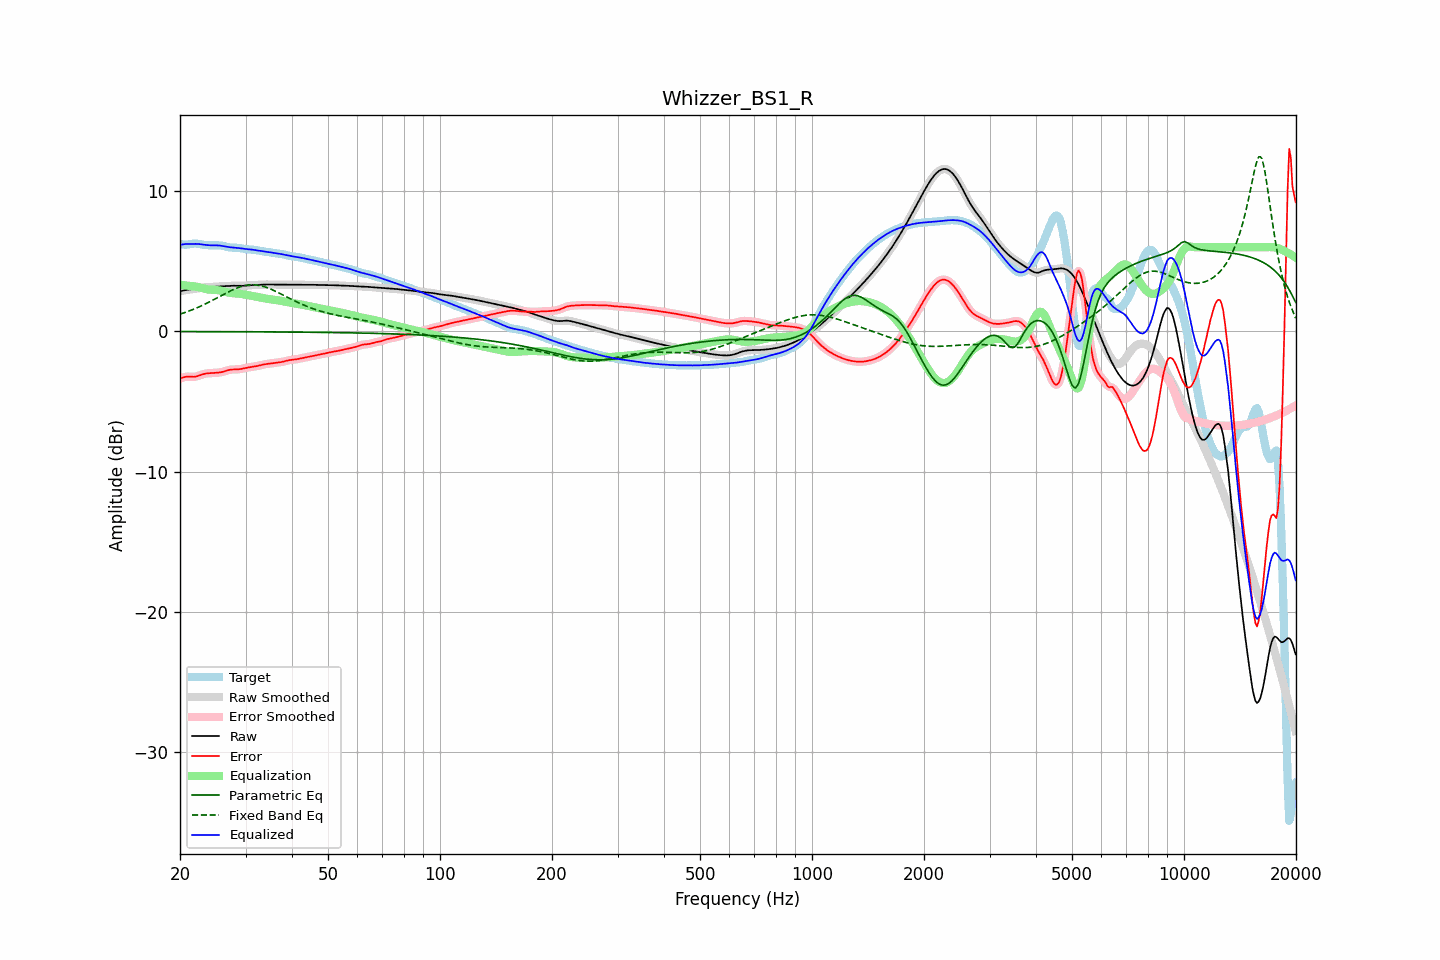 Whizzer_BS1_R
Amplitude (dBr)
10
0
−10
−20
−30
Target
Raw Smoothed
Error Smoothed
Raw
Error
Equalization
Parametric Eq
Fixed Band Eq
Equalized
20 50 100 200 500 1000 2000 5000 10000 20000
Frequency (Hz)